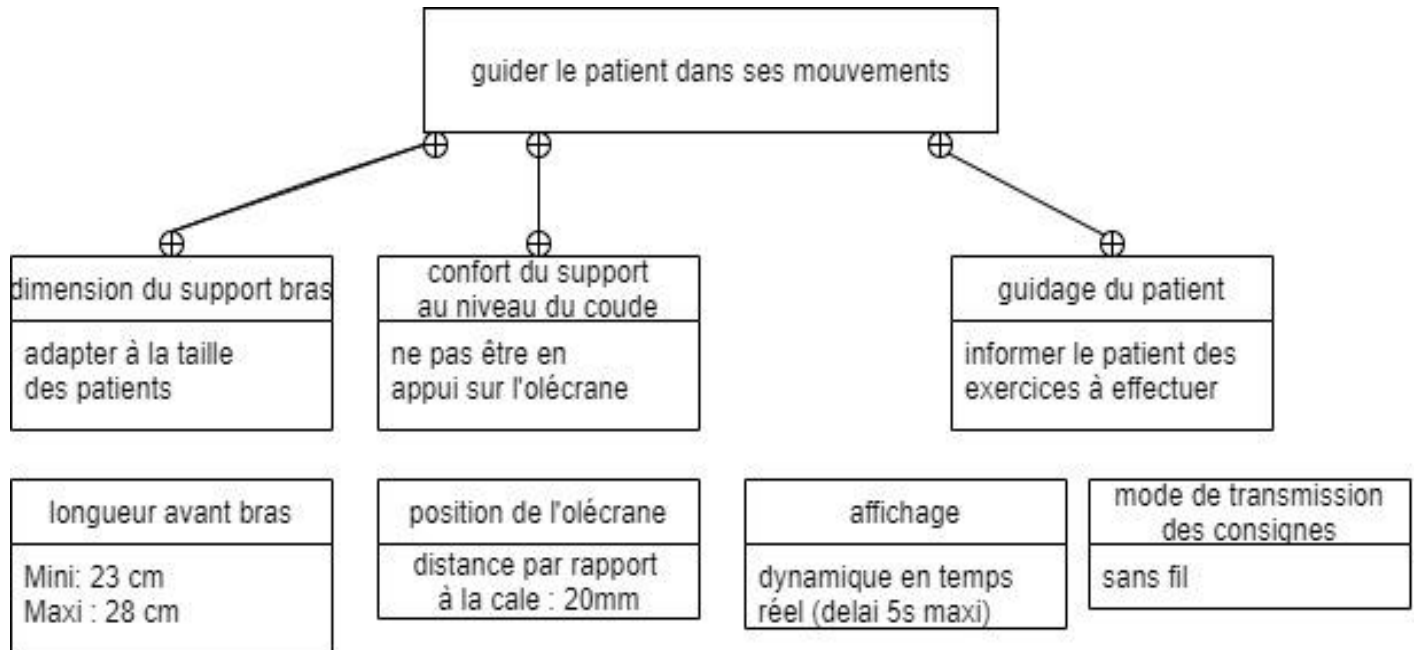 guider le patient dans ses mouvements
dimension du support bras
adapter à la taille
des patients
confort du support
au niveau du coude
ne pas être en
appui sur l'olécrane
guidage du patient
informer le patient des
exercices à effectuer
longueur avant bras
Mini: 23 cm
Maxi : 28 cm
position de l'olécrane
distance par rapport
à la cale : 20mm
affichage
dynamique en temps
réel (delai 5s maxi)
mode de transmission
des consignes
sans fil